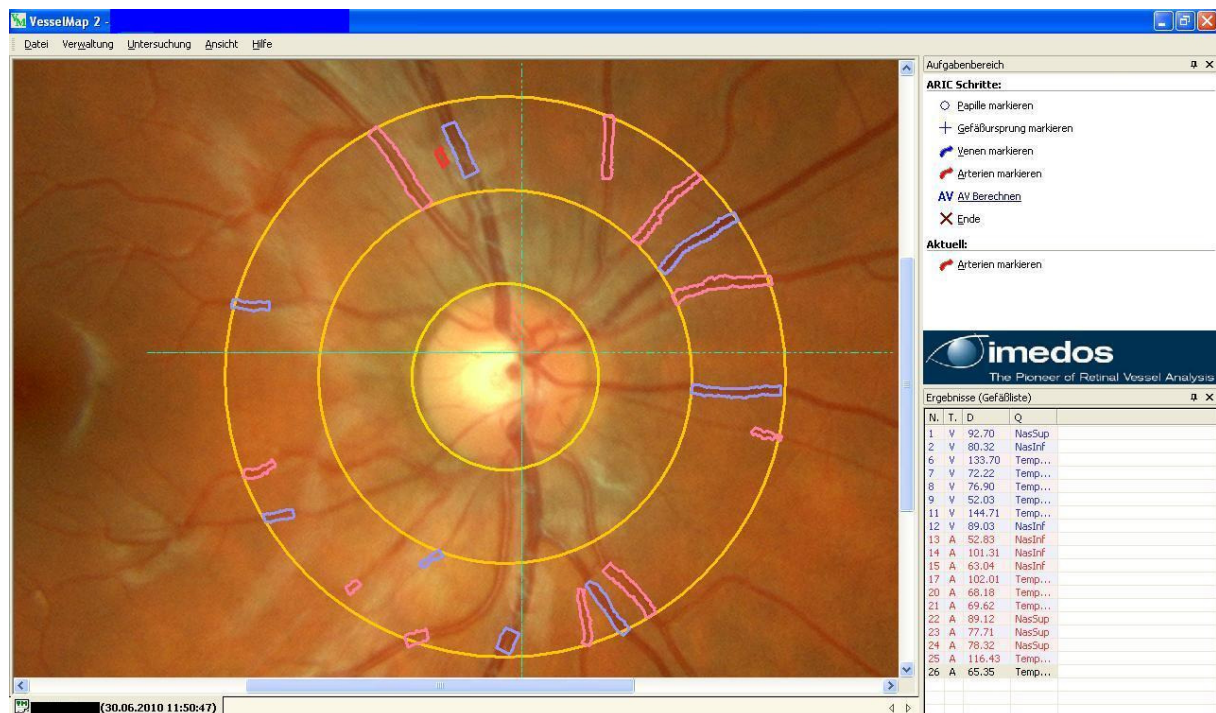 VesselMap 2 -
Datei Verwaltung Untersuchung Ansicht Hilfe
Aufgabenbereich
ARIC Schritte:
Papille markieren
Gefäßursprung markieren
Venen markieren
Arterien markieren
AV AV Berechnen
Ende
Aktuell:
Arterien markieren
imedos
The Pioneer of Retinal Vessel Analysis
Ergebnisse (Gefäßliste)
N. T. D Q
1 V 92.70 NasSup
2 V 80.32 NasInf
6 V 133.70 Temp...
7 V 72.22 Temp...
8 V 76.90 Temp...
9 V 52.03 Temp...
11 V 144.71 Temp...
12 V 89.03 NasInf
13 A 52.83 NasInf
14 A 101.31 NasInf
15 A 63.04 NasInf
17 A 102.01 Temp...
20 A 68.18 Temp...
21 A 69.62 Temp...
22 A 89.12 NasSup
23 A 77.71 NasSup
24 A 78.32 NasSup
25 A 116.43 Temp...
26 A 65.35 Temp...
(30.06.2010 11:50:47)